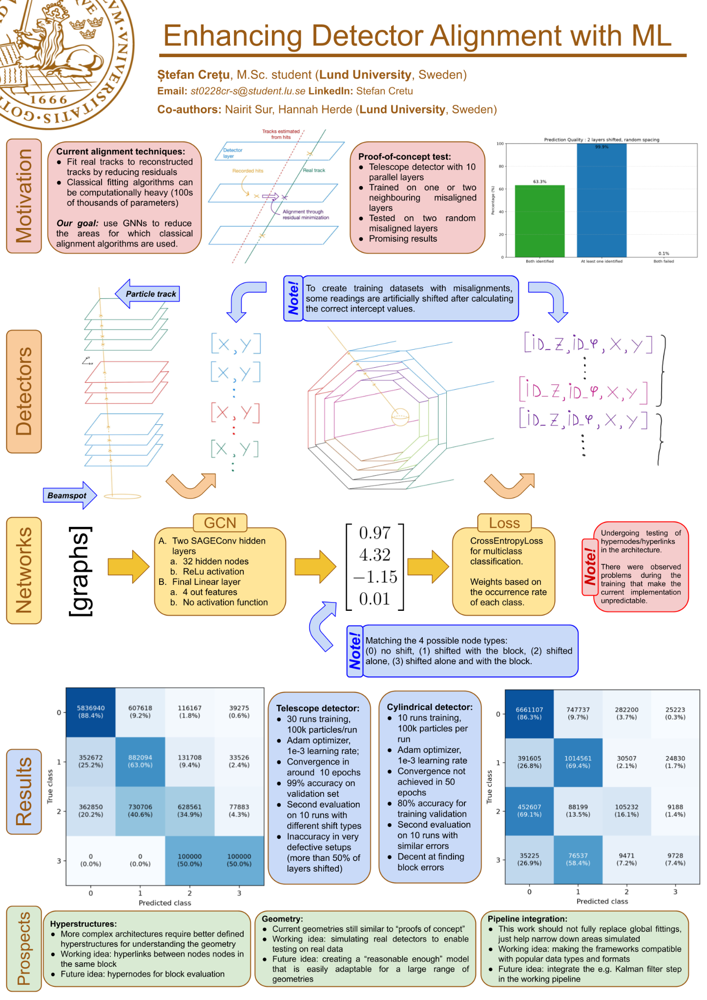 1666
Enhancing Detector Alignment with ML
Ștefan Crețu, M.Sc. student (Lund University, Sweden)
Email: st0228cr-s@student.lu.se LinkedIn: Stefan Cretu
Co-authors: Nairit Sur, Hannah Herde (Lund University, Sweden)
Motivation
Current alignment techniques:
● Fit real tracks to reconstructed
tracks by reducing residuals
● Classical fitting algorithms can
be computationally heavy (100s
of thousands of parameters)
Our goal: use GNNs to reduce
the areas for which classical
alignment algorithms are used.
Tracks estimated
from hits
Detector
layer
Recorded hits
Real track
Alignment through
residual minimization
Proof-of-concept test:
● Telescope detector with 10
parallel layers
● Trained on one or two
neighbouring misaligned
layers
● Tested on two random
misaligned layers
● Promising results
Prediction Quality : 2 layers shifted, random spacing
Percentage (%)
100
80
60
40
20
0
63.3%
99.9%
0.1%
Both identified
At least one identified
Both failed
Detectors
Particle track
Note!
To create training datasets with misalignments,
some readings are artificially shifted after calculating
the correct intercept values.
y
x
[X, Y]
[X, Y]
[X, Y]
[X, Y]
[iD_Z, iD_φ, X, Y]
[iD_Z, iD_φ, X, Y]
[iD_Z, iD_φ, X, Y]
Beamspot
Networks
[graphs]
GCN
A. Two SAGEConv hidden
layers
a. 32 hidden nodes
b. ReLu activation
B. Final Linear layer
a. 4 out features
b. No activation function
0.97
4.32
−1.15
0.01
Loss
CrossEntropyLoss
for multiclass
classification.
Weights based on
the occurrence rate
of each class.
Note!
Undergoing testing of
hypernodes/hyperlinks
in the architecture.
There were observed
problems during the
training that make the
current implementation
unpredictable.
Note!
Matching the 4 possible node types:
(0) no shift, (1) shifted with the block, (2) shifted
alone, (3) shifted alone and with the block.
Results
True class
0
5836940 607618 116167 39275
(88.4%) (9.2%) (1.8%) (0.6%)
1
352672 882094 131708 33526
(25.2%) (63.0%) (9.4%) (2.4%)
2
362850 730706 628561 77883
(20.2%) (40.6%) (34.9%) (4.3%)
3
0 0 100000 100000
(0.0%) (0.0%) (50.0%) (50.0%)
0 1 2 3
Predicted class
Telescope detector:
● 30 runs training,
100k particles/run
● Adam optimizer,
1e-3 learning rate;
● Convergence in
around 10 epochs
● 99% accuracy on
validation set
● Second evaluation
on 10 runs with
different shift types
● Inaccuracy in very
defective setups
(more than 50% of
layers shifted)
Cylindrical detector:
● 10 runs training,
100k particles per
run
● Adam optimizer,
1e-3 learning rate
● Convergence not
achieved in 50
epochs
● 80% accuracy for
training validation
● Second evaluation
on 10 runs with
similar errors
● Decent at finding
block errors
True class
0
6661107 747737 282200 25223
(86.3%) (9.7%) (3.7%) (0.3%)
1
391605 1014561 30507 24830
(26.8%) (69.4%) (2.1%) (1.7%)
2
452607 88199 105232 9188
(69.1%) (13.5%) (16.1%) (1.4%)
3
35225 76537 9471 9728
(26.9%) (58.4%) (7.2%) (7.4%)
0 1 2 3
Predicted class
Prospects
Hyperstructures:
● More complex architectures require better defined
hyperstructures for understanding the geometry
● Working idea: hyperlinks between nodes nodes in
the same block
● Future idea: hypernodes for block evaluation
Geometry:
● Current geometries still similar to “proofs of concept”
● Working idea: simulating real detectors to enable
testing on real data
● Future idea: creating a “reasonable enough” model
that is easily adaptable for a large range of
geometries
Pipeline integration:
● This work should not fully replace global fittings,
just help narrow down areas simulated
● Working idea: making the frameworks compatible
with popular data types and formats
● Future idea: integrate the e.g. Kalman filter step
in the working pipeline